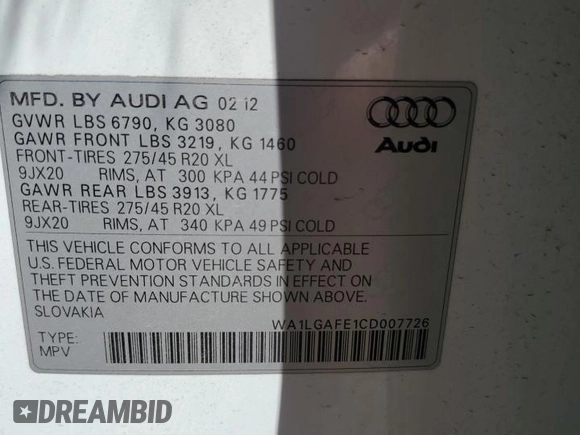 MFD. BY AUDI AG 02 12
GVWR LBS 6790, KG 3080
GAWR FRONT LBS 3219, KG 1460
FRONT-TIRES 275/45 R20 XL
9JX20 RIMS, AT 300 KPA 44 PSI COLD
GAWR REAR LBS 3913, KG 1775
REAR-TIRES 275/45 R20 XL
9JX20 RIMS, AT 340 KPA 49 PSI COLD
THIS VEHICLE CONFORMS TO ALL APPLICABLE
U.S. FEDERAL MOTOR VEHICLE SAFETY AND
THEFT PREVENTION STANDARDS IN EFFECT ON
THE DATE OF MANUFACTURE SHOWN ABOVE.
SLOVAKIA
WA1LGAFE1CD007726
TYPE:
MPV
Audi
DREAMBID